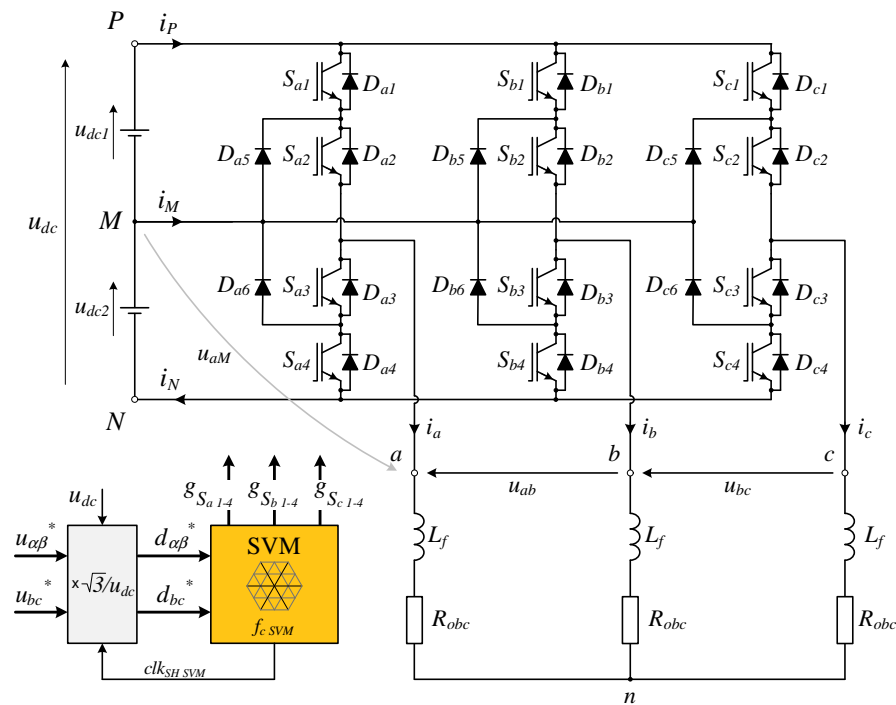 P i_P
S_a1 D_a1 S_b1 D_b1 S_c1 D_c1
u_dc1
D_a5 S_a2 D_a2 D_b5 S_b2 D_b2 D_c5 S_c2 D_c2
M i_M
u_dc
D_a6 S_a3 D_a3 D_b6 S_b3 D_b3 D_c6 S_c3 D_c3
u_dc2
u_aM
S_a4 D_a4 S_b4 D_b4 S_c4 D_c4
i_N
N
i_a i_b i_c
a b c
u_ab u_bc
g_Sa 1-4 g_Sb 1-4 g_Sc 1-4
u_dc
u_αβ* d_αβ* SVM
L_f L_f L_f
x √3/u_dc
u_bc* d_bc*
f_c SVM
R_obc R_obc R_obc
clk_SH SVM
n